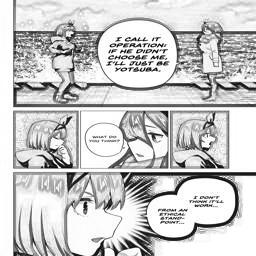 I CALL IT
OPERATION:
IF HE DIDN'T
CHOOSE ME,
I'LL JUST BE
YOTSUBA.
WHAT DO
YOU THINK?
I DON'T
THINK IT'LL
WORK...
FROM AN
ETHICAL
STAND-
POINT...